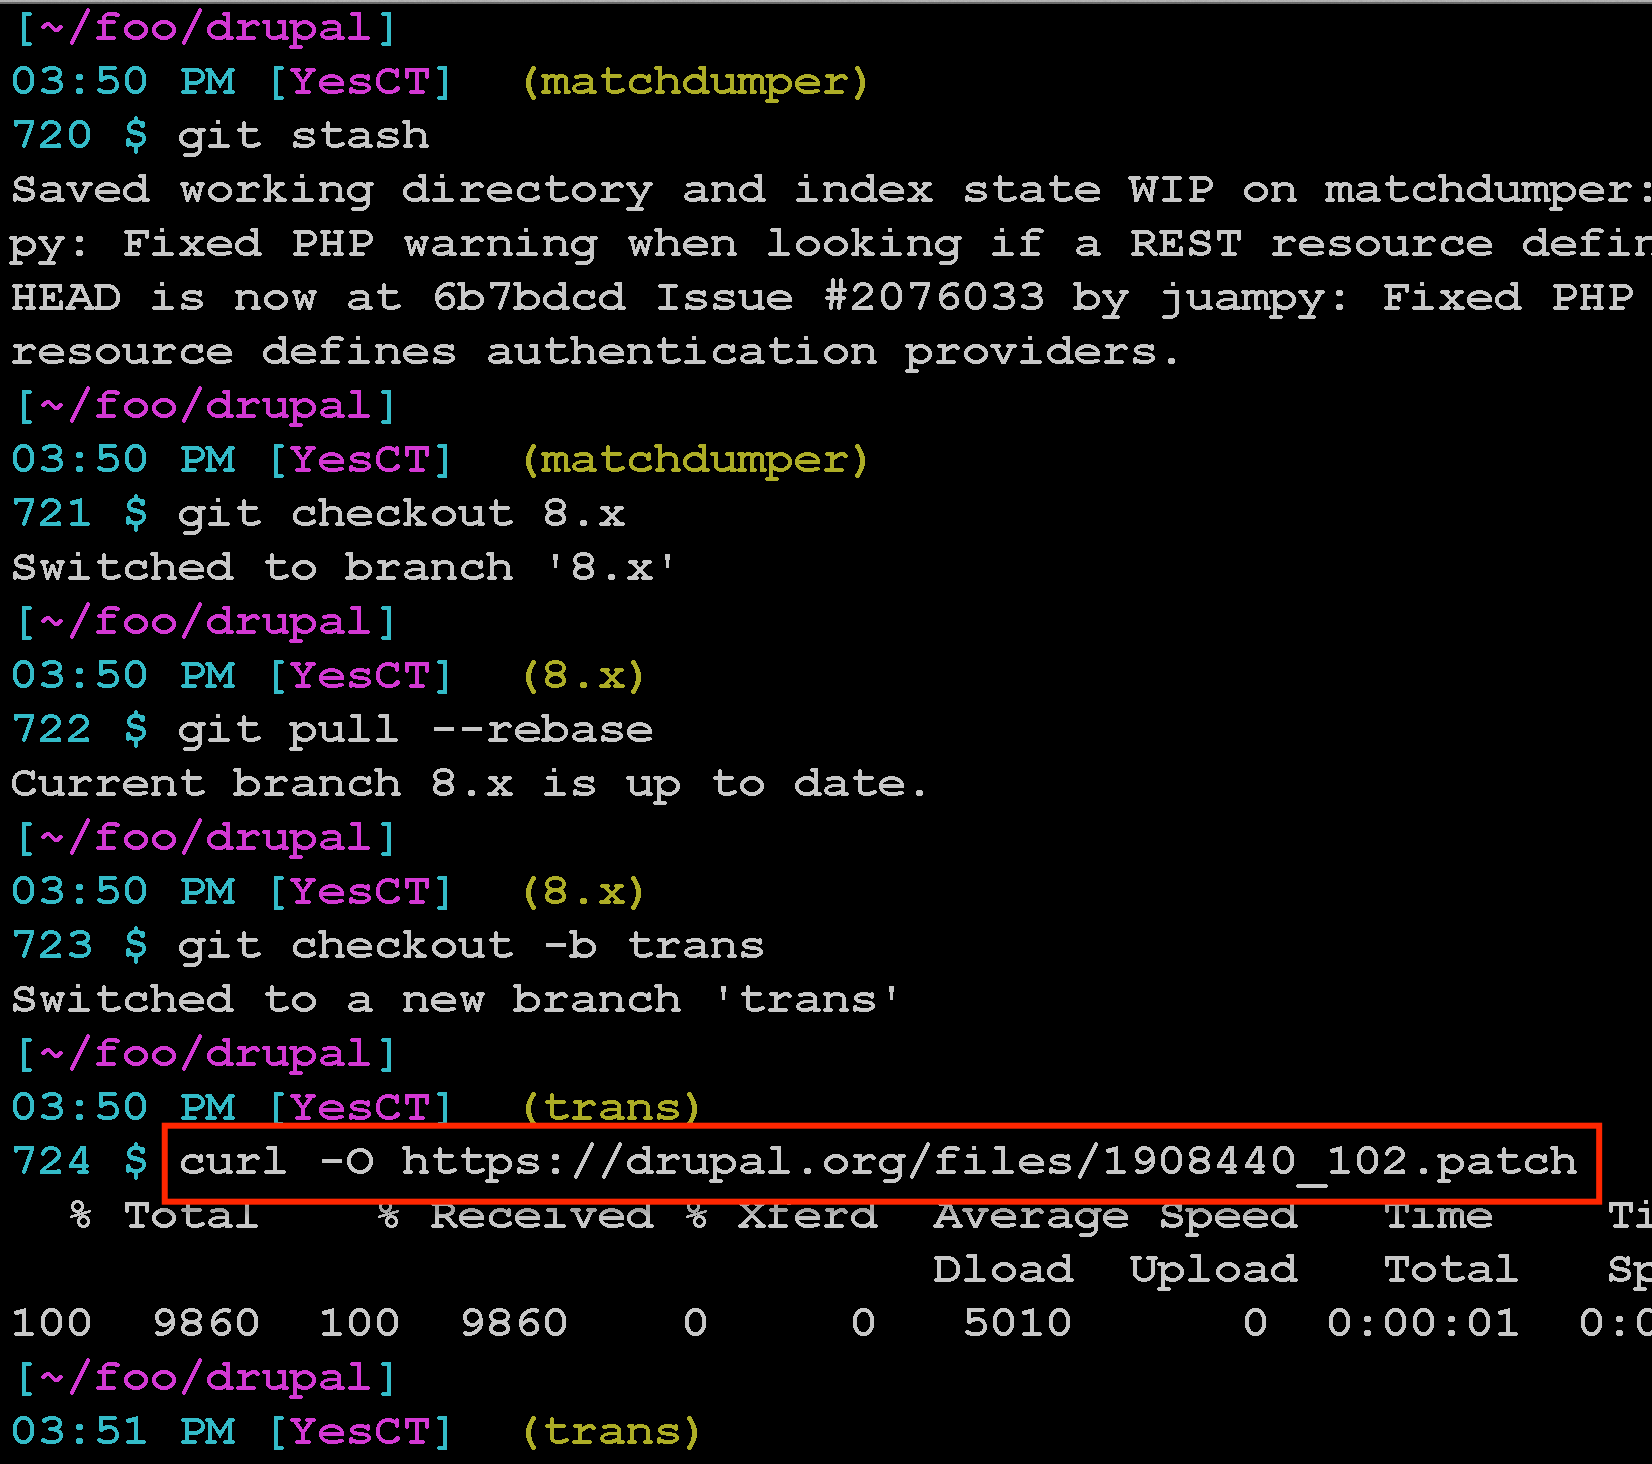 [~/foo/drupal]
03:50 PM [YesCT]  (matchdumper)
720 $ git stash
Saved working directory and index state WIP on matchdumper:
py: Fixed PHP warning when looking if a REST resource defin
HEAD is now at 6b7bdcd Issue #2076033 by juampy: Fixed PHP
resource defines authentication providers.
[~/foo/drupal]
03:50 PM [YesCT]  (matchdumper)
721 $ git checkout 8.x
Switched to branch '8.x'
[~/foo/drupal]
03:50 PM [YesCT]  (8.x)
722 $ git pull --rebase
Current branch 8.x is up to date.
[~/foo/drupal]
03:50 PM [YesCT]  (8.x)
723 $ git checkout -b trans
Switched to a new branch 'trans'
[~/foo/drupal]
03:50 PM [YesCT]  (trans)
724 $ curl -O https://drupal.org/files/1908440_102.patch
% Total    % Received % Xferd  Average Speed   Time    Ti
Dload  Upload   Total   Sp
100  9860  100  9860    0     0   5010      0  0:00:01  0:0
[~/foo/drupal]
03:51 PM [YesCT]  (trans)